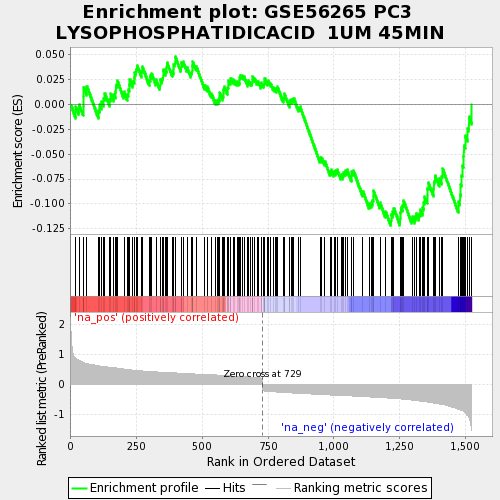 Enrichment plot: GSE56265 PC3
LYSOPHOSPHATIDICACID  1UM 45MIN
Enrichment score (ES)
0.050
0.025
0.000
-0.025
-0.050
-0.075
-0.100
-0.125
'na_pos' (positively correlated)
Ranked list metric (PreRanked)
2
1
0
-1
Zero cross at 729
'na_neg' (negatively correlated)
0
250
500
750
1,000
1,250
1,500
Rank in Ordered Dataset
Enrichment profile
Hits
Ranking metric scores